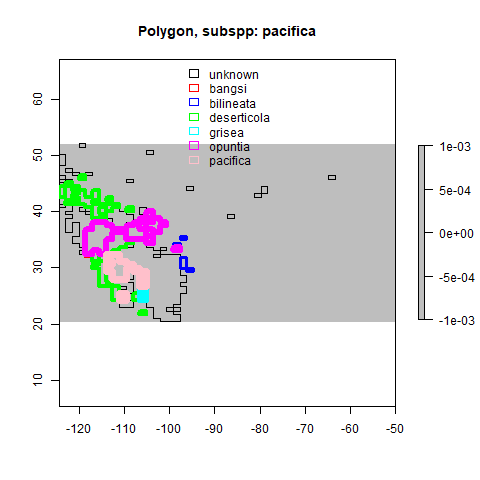 Polygon, subspp: pacifica
unknown
bangsi
bilineata
deserticola
grisea
opuntia
pacifica
60
50
40
30
20
10
-120
-110
-100
-90
-80
-70
-60
-50
1e-03
5e-04
0e+00
-5e-04
-1e-03